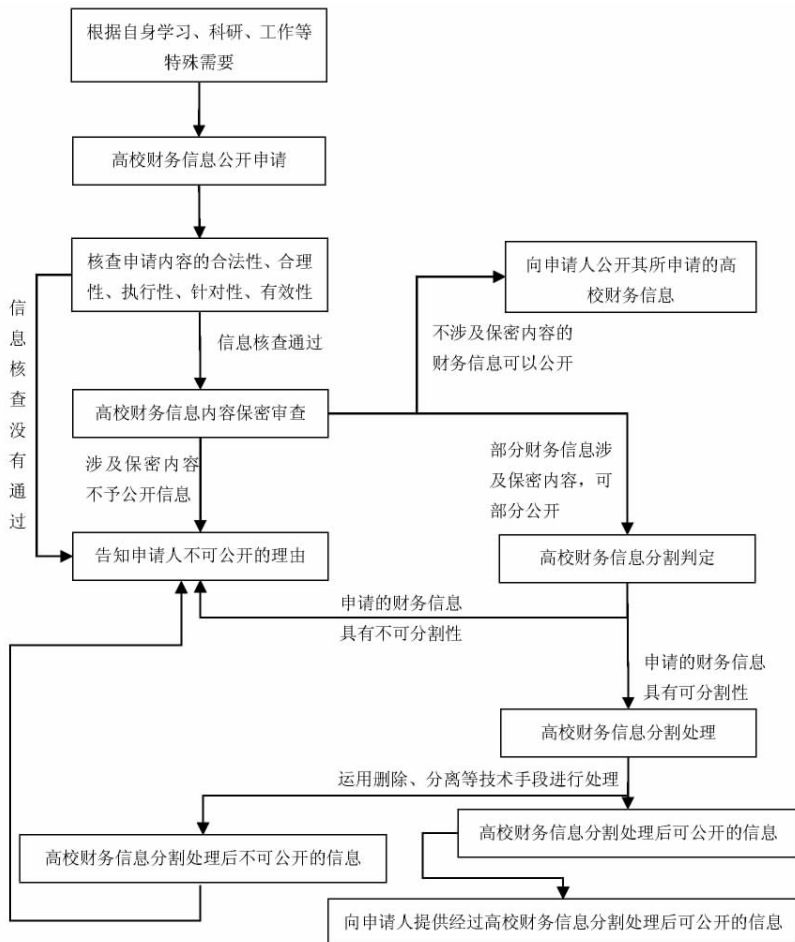 根据自身学习、科研、工作等
特殊需要
高校财务信息公开申请
核查申请内容的合法性、合理
性、执行性、针对性、有效性
向申请人公开其所申请的高
校财务信息
信息核查没有通过
信息核查通过
不涉及保密内容的
财务信息可以公开
高校财务信息内容保密审查
涉及保密内容
不予公开信息
部分财务信息涉
及保密内容，可
部分公开
告知申请人不可公开的理由
高校财务信息分割判定
申请的财务信息
具有不可分割性
申请的财务信息
具有可分割性
高校财务信息分割处理
运用删除、分离等技术手段进行处理
高校财务信息分割处理后不可公开的信息
高校财务信息分割处理后可公开的信息
向申请人提供经过高校财务信息分割处理后可公开的信息